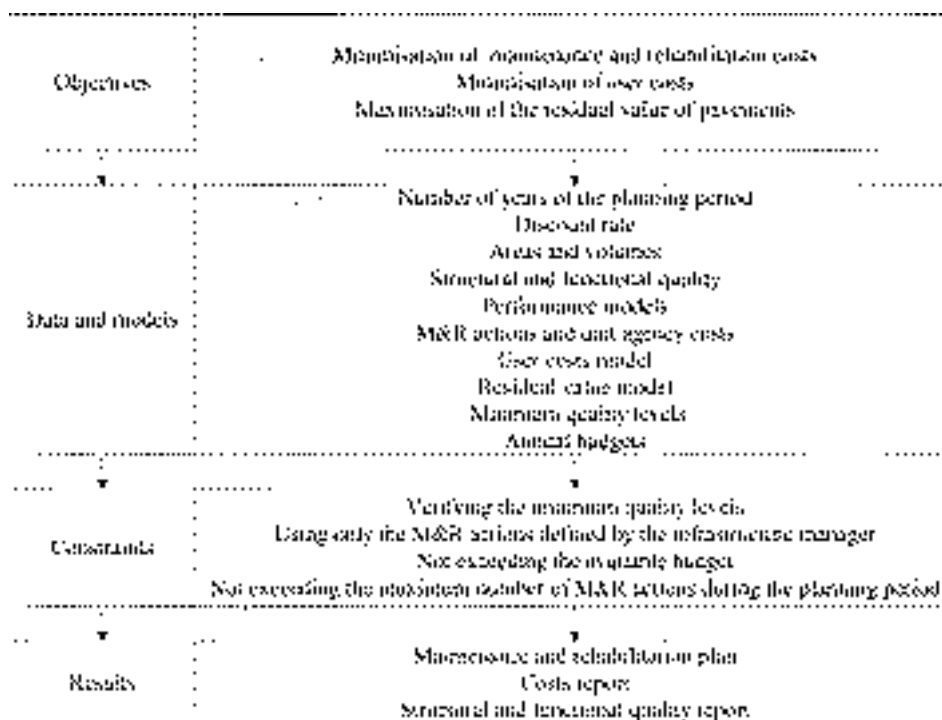 Objectives
Minimisation of maintenance and rehabilitation costs
Minimisation of user costs
Maximisation of the residual value of pavements
Data and models
Number of years of the planning period
Discount rate
Areas and volumes
Structural and functional quality
Performance models
M&R actions and unit agency costs
User costs model
Residual value model
Minimum quality levels
Annual budgets
Constraints
Verifying the minimum quality levels
Using only the M&R actions defined by the infrastructure manager
Not exceeding the available budget
Not exceeding the maximum number of M&R actions during the planning period
Results
Maintenance and rehabilitation plan
Costs report
Structural and functional quality report